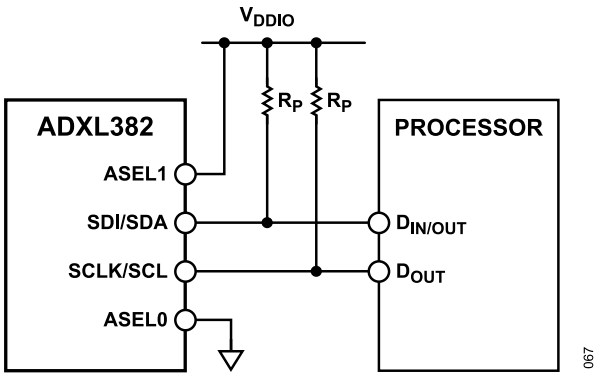 VDDIO
RP RP
ADXL382 PROCESSOR
ASEL1
SDI/SDA DIN/OUT
SCLK/SCL DOUT
ASEL0
067